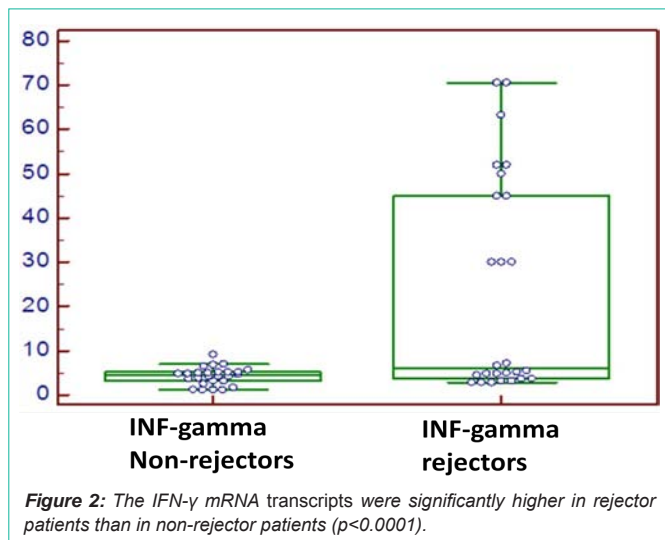 80
70
60
50
40
30
20
10
0
INF-gamma
Non-rejectors
INF-gamma
rejectors
Figure 2: The IFN-γ mRNA transcripts were significantly higher in rejector
patients than in non-rejector patients (p<0.0001).